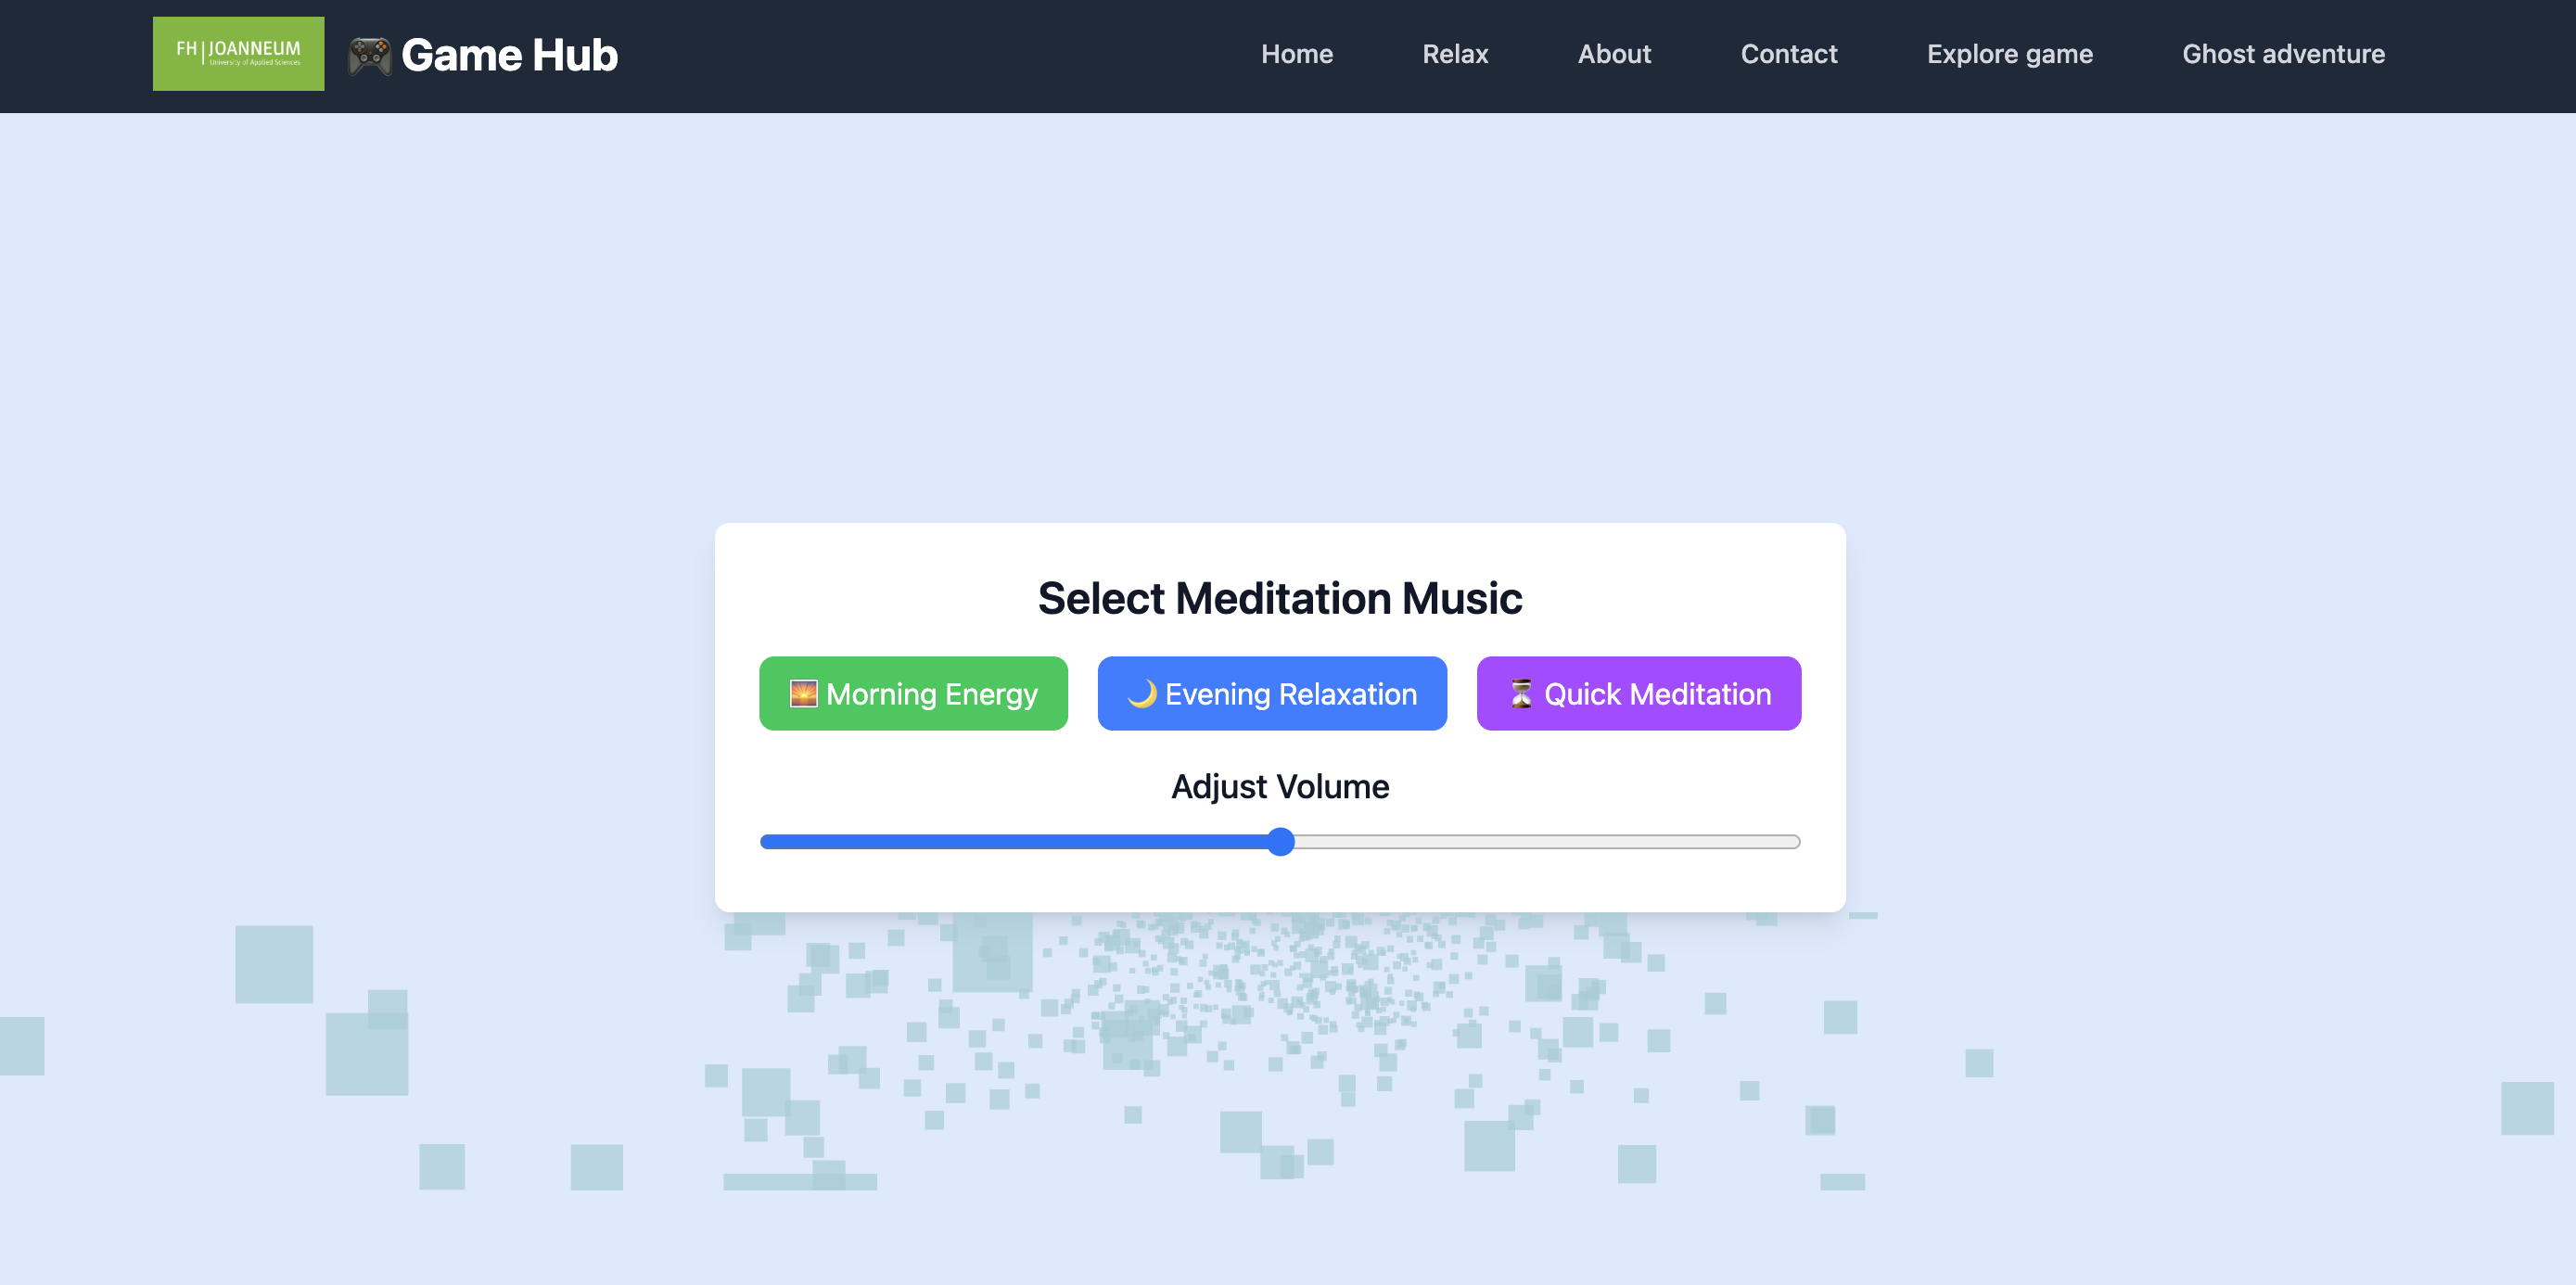 FH | JOANNEUM
University of Applied Sciences
🎮 Game Hub
Home
Relax
About
Contact
Explore game
Ghost adventure
Select Meditation Music
🌅 Morning Energy
🌙 Evening Relaxation
⏳ Quick Meditation
Adjust Volume